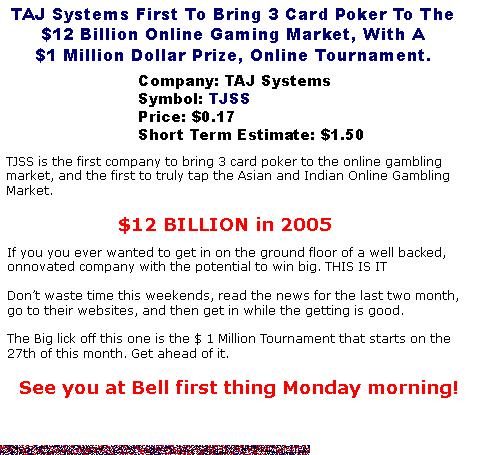 TAJ Systems First To Bring 3 Card Poker To The
$12 Billion Online Gaming Market, With A
$1 Million Dollar Prize, Online Tournament.
Company: TAJ Systems
Symbol: TJSS
Price: $0.17
Short Term Estimate: $1.50
TJSS is the first company to bring 3 card poker to the online gambling
market, and the first to truly tap the Asian and Indian Online Gambling
Market.
$12 BILLION in 2005
If you you ever wanted to get in on the ground floor of a well backed,
onnovated company with the potential to win big. THIS IS IT
Don't waste time this weekends, read the news for the last two month,
go to their websites, and then get in while the getting is good.
The Big lick off this one is the $ 1 Million Tournament that starts on the
27th of this month. Get ahead of it.
See you at Bell first thing Monday morning!